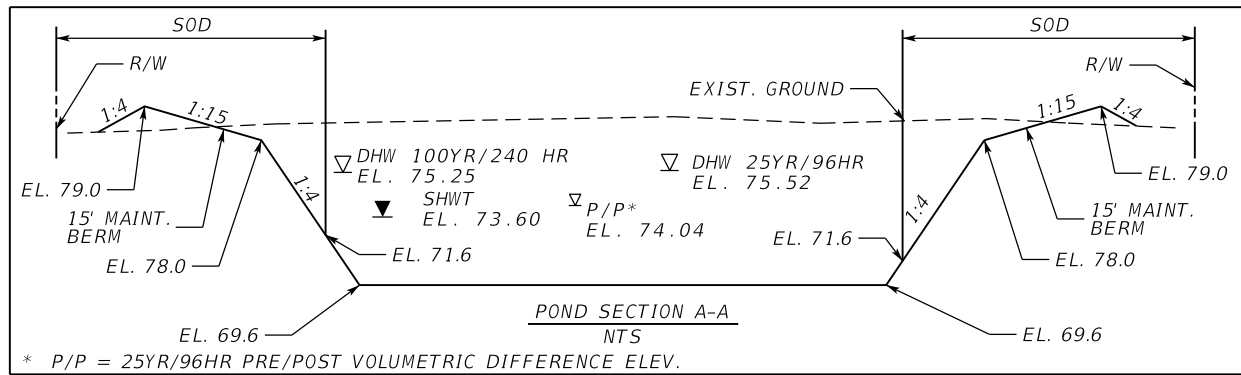 SOD
SOD
R/W
R/W
EXIST. GROUND
1:4
1:15
1:15
1:4
DHW 100YR/240 HR
EL. 75.25
DHW 25YR/96HR
EL. 75.52
EL. 79.0
EL. 79.0
1:4
SHWT
EL. 73.60
P/P*
EL. 74.04
1:4
15' MAINT.
BERM
15' MAINT.
BERM
EL. 78.0
EL. 71.6
EL. 71.6
EL. 78.0
EL. 69.6
POND SECTION A-A
NTS
EL. 69.6
* P/P = 25YR/96HR PRE/POST VOLUMETRIC DIFFERENCE ELEV.